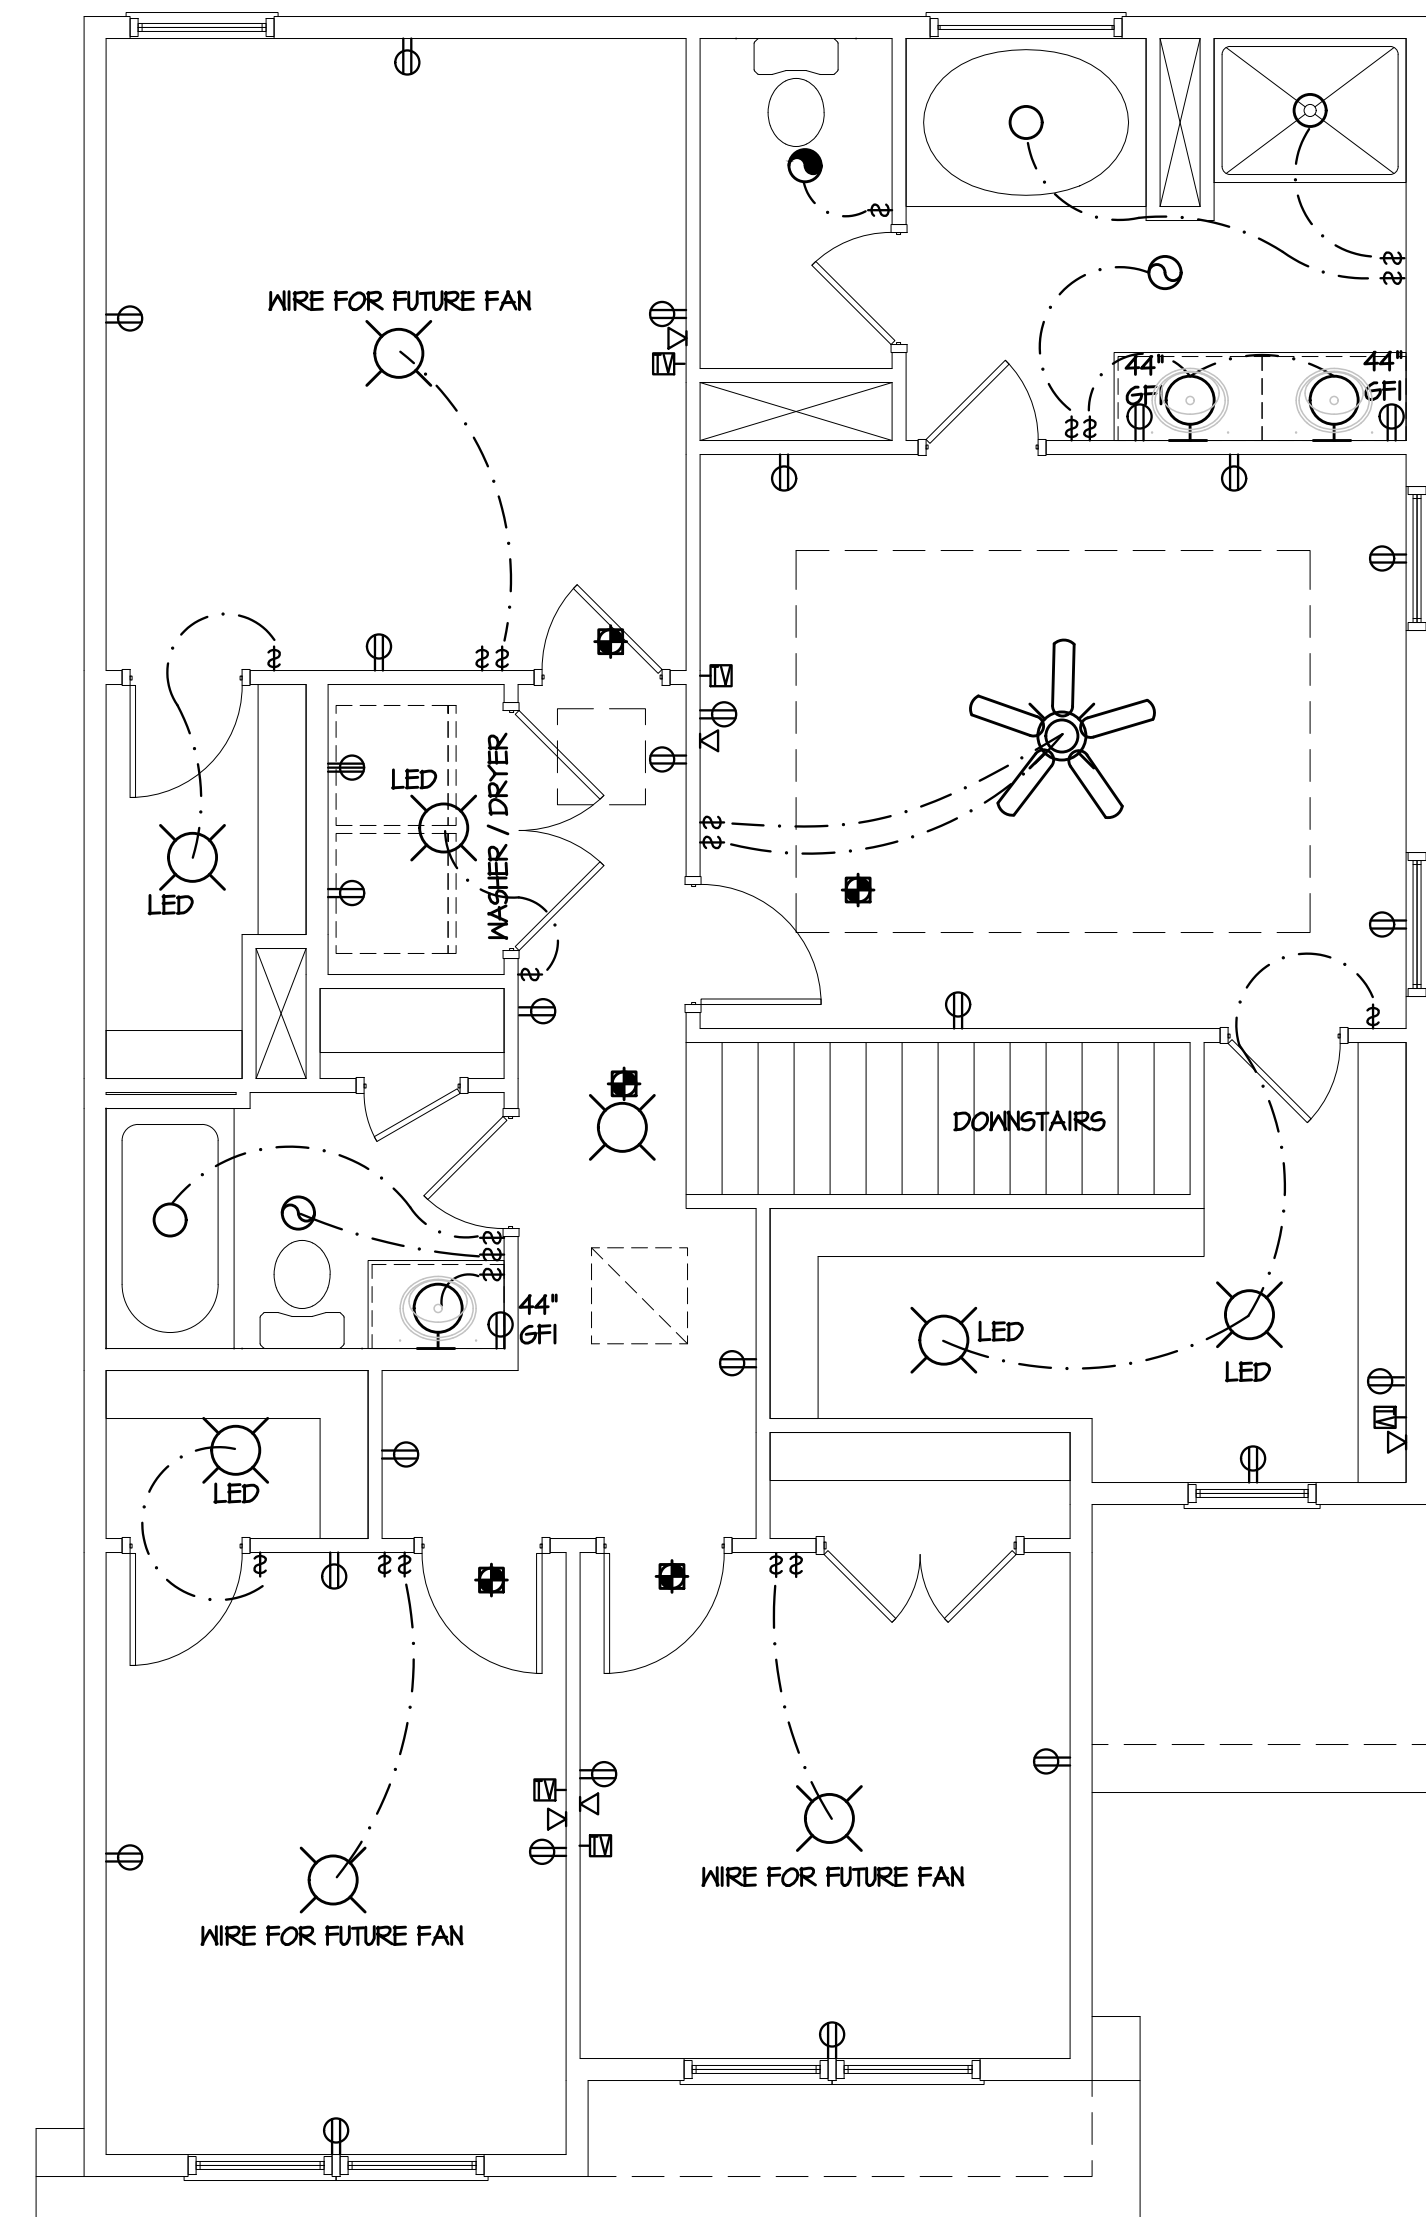 WIRE FOR FUTURE FAN
TV
44"
GFI
44"
GFI
TV
LED
WASHER / DRYER
LED
DOWNSTAIRS
44"
GFI
LED
LED
TV
LED
TV
TV
WIRE FOR FUTURE FAN
WIRE FOR FUTURE FAN